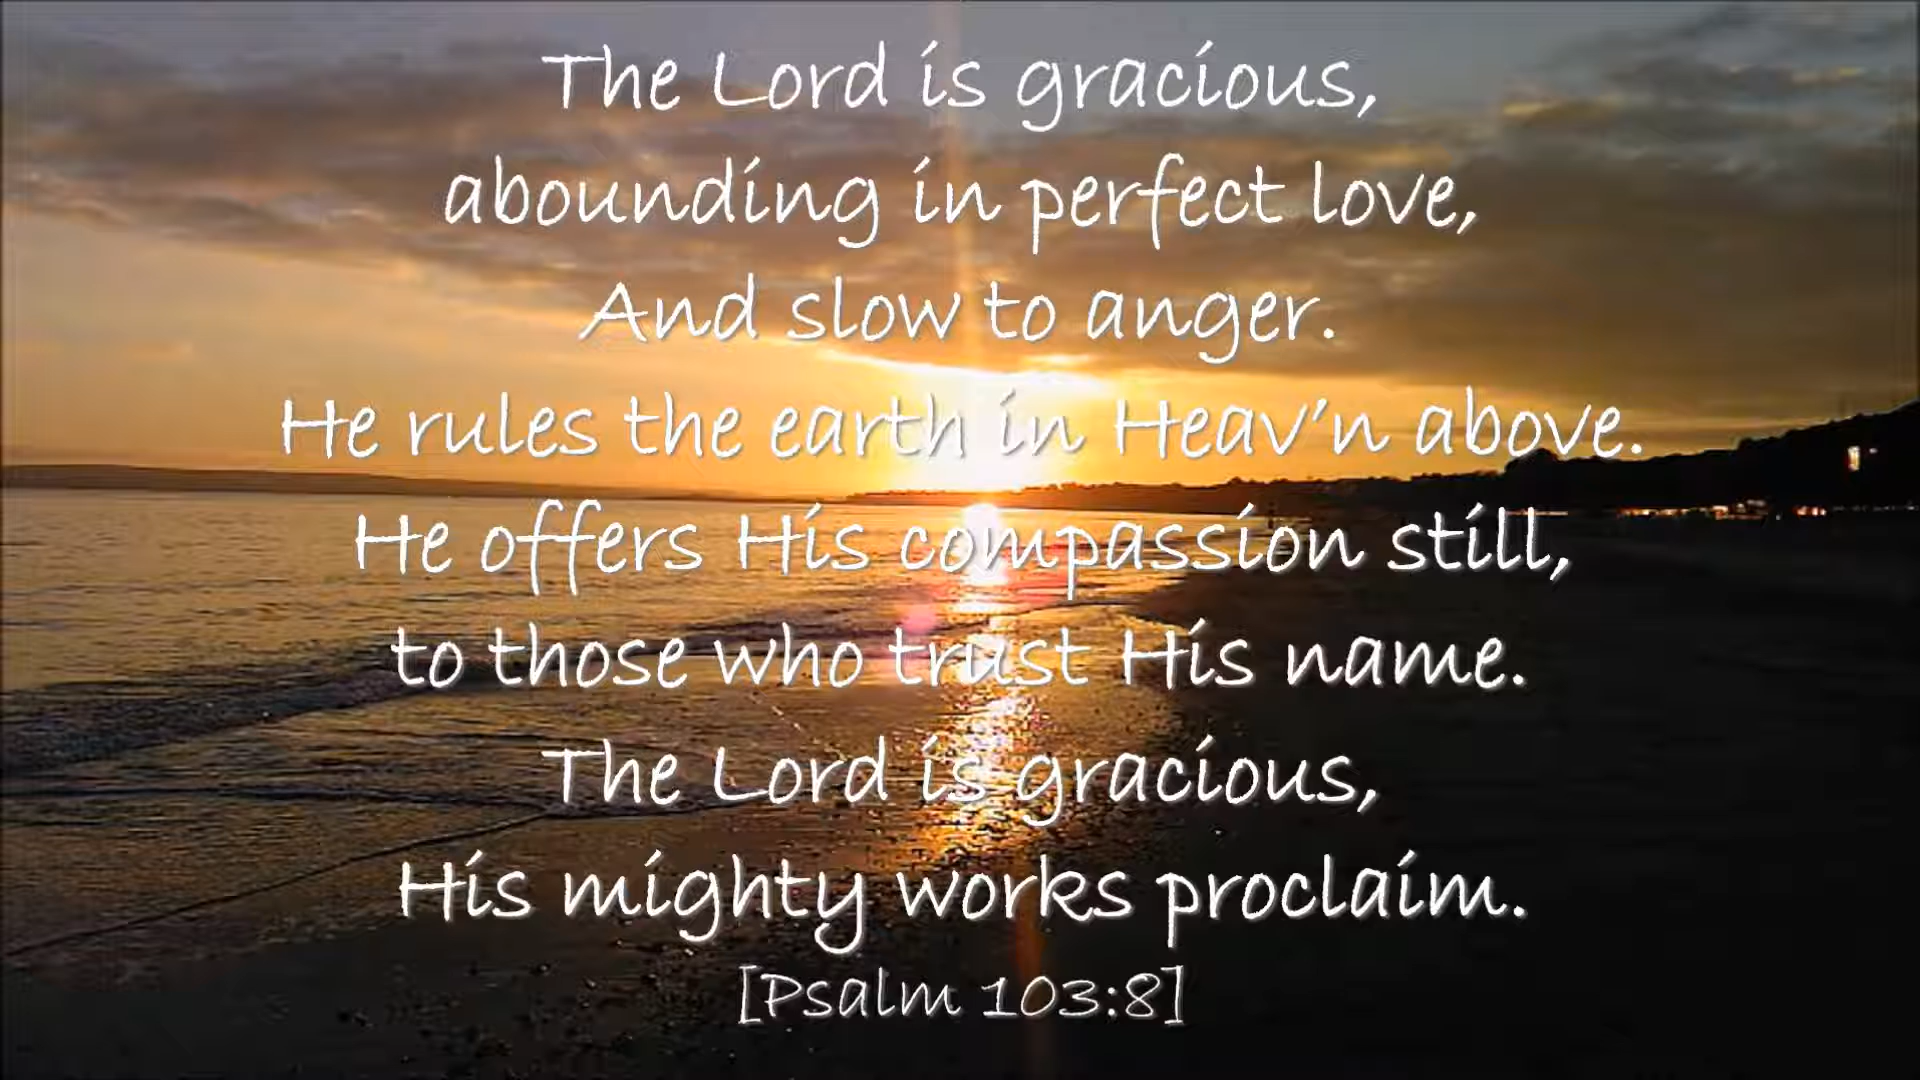 The Lord is gracious,
abounding in perfect love,
And slow to anger.
He rules the earth in Heav’n above.
He offers His compassion still,
to those who trust His name.
The Lord is gracious,
His mighty works proclaim.
[Psalm 103:8]